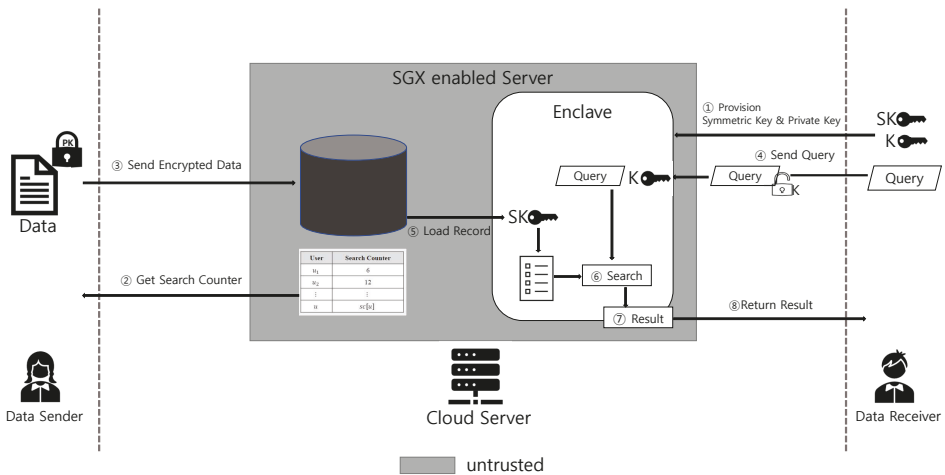 SGX enabled Server
Enclave
① Provision
Symmetric Key & Private Key
SK
K
PK
③ Send Encrypted Data
④ Send Query
Query
K
Query
K
Query
Data
SK
⑤ Load Record
User Search Counter
u₁ 6
u₂ 12
⋮ ⋮
u sc[u]
② Get Search Counter
⑥ Search
⑦ Result
⑧Return Result
Data Sender
Cloud Server
Data Receiver
untrusted